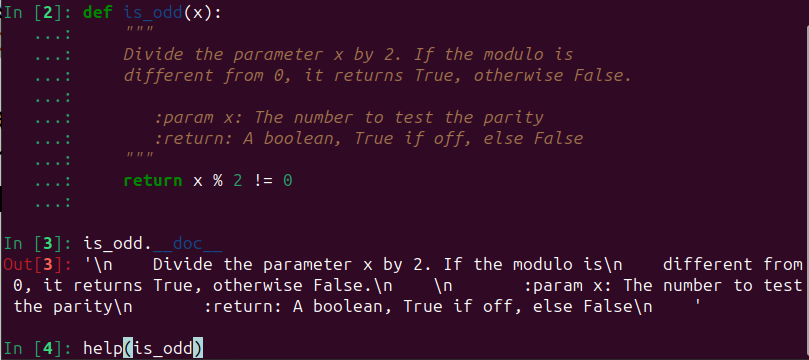 In [2]: def is_odd(x):
   ...:     """
   ...:     Divide the parameter x by 2. If the modulo is
   ...:     different from 0, it returns True, otherwise False.
   ...:
   ...:        :param x: The number to test the parity
   ...:        :return: A boolean, True if off, else False
   ...:     """
   ...:     return x % 2 != 0
   ...:
In [3]: is_odd.__doc__
Out[3]: '\n    Divide the parameter x by 2. If the modulo is\n    different from
 0, it returns True, otherwise False.\n    \n       :param x: The number to test
 the parity\n       :return: A boolean, True if off, else False\n    '
In [4]: help(is_odd)